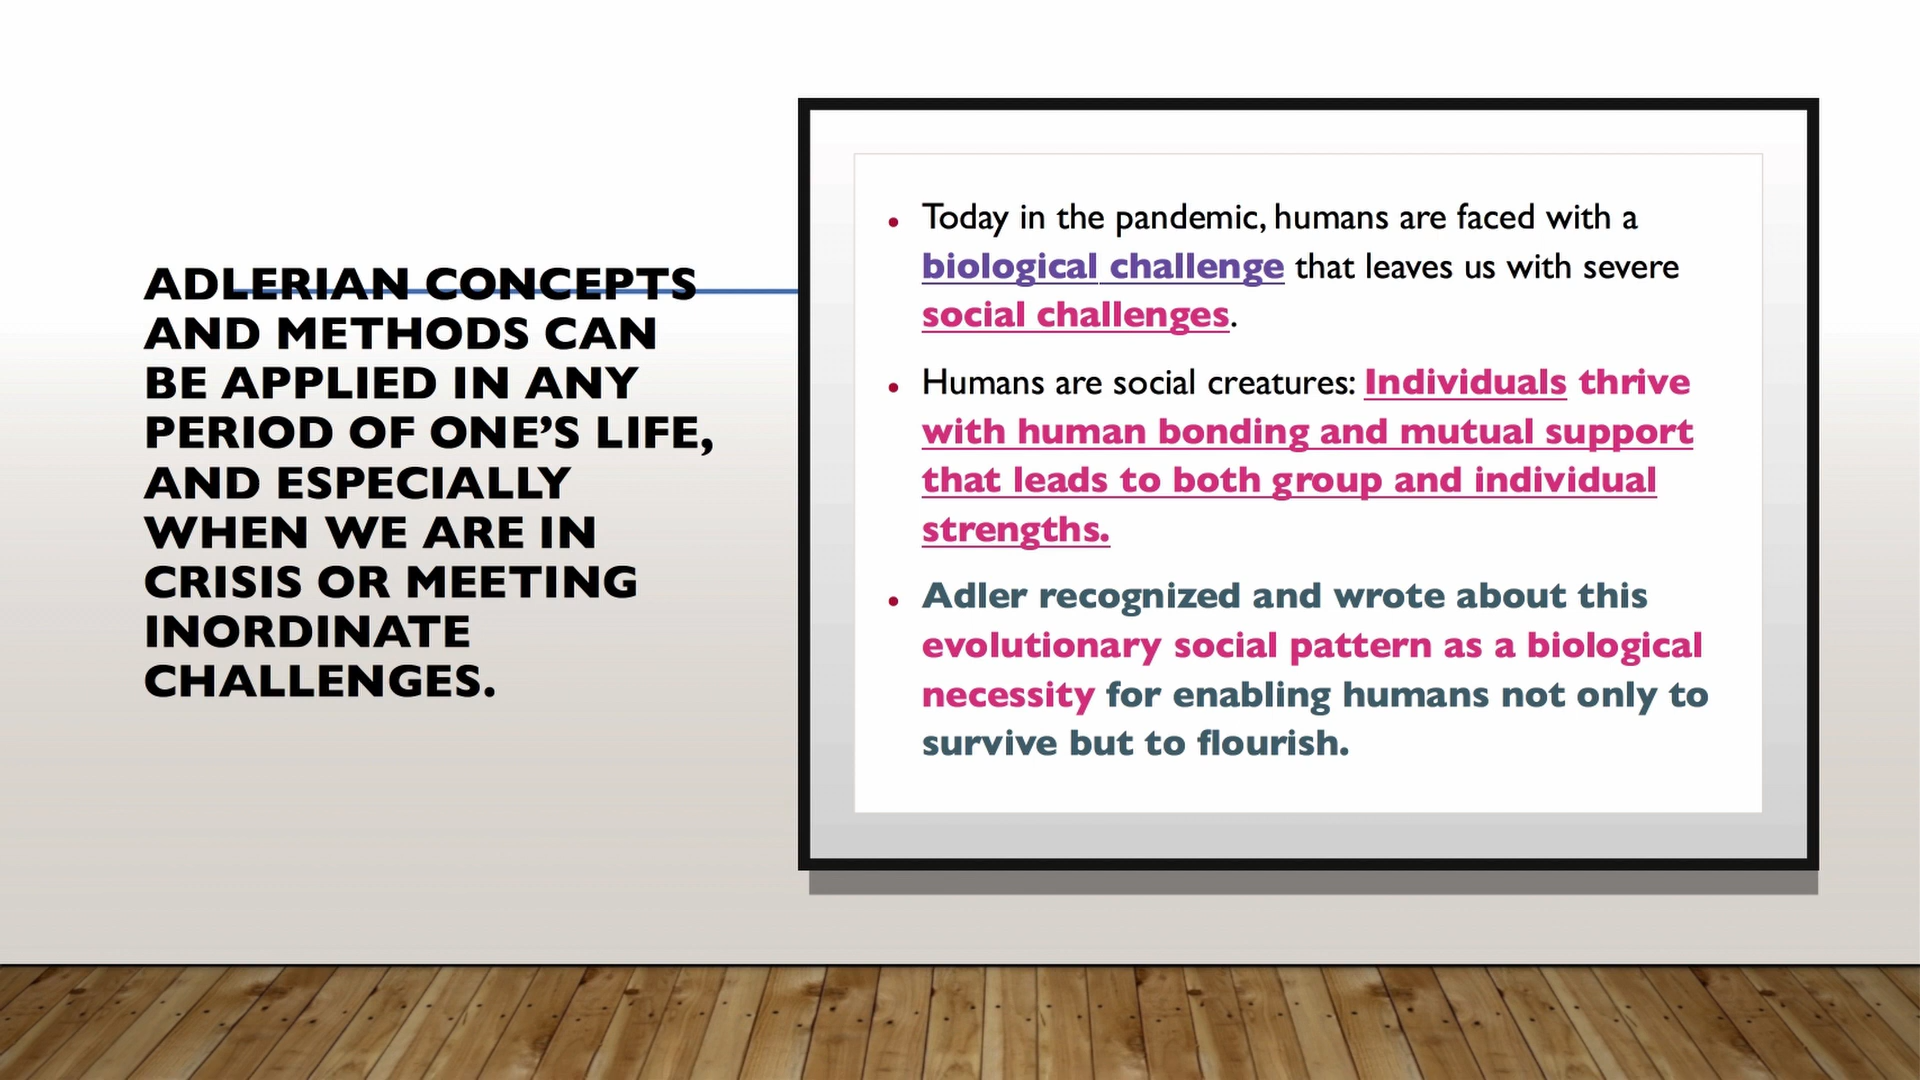 ADLERIAN CONCEPTS
AND METHODS CAN
BE APPLIED IN ANY
PERIOD OF ONE’S LIFE,
AND ESPECIALLY
WHEN WE ARE IN
CRISIS OR MEETING
INORDINATE
CHALLENGES.
• Today in the pandemic, humans are faced with a
biological challenge that leaves us with severe
social challenges.
• Humans are social creatures: Individuals thrive
with human bonding and mutual support
that leads to both group and individual
strengths.
• Adler recognized and wrote about this
evolutionary social pattern as a biological
necessity for enabling humans not only to
survive but to flourish.